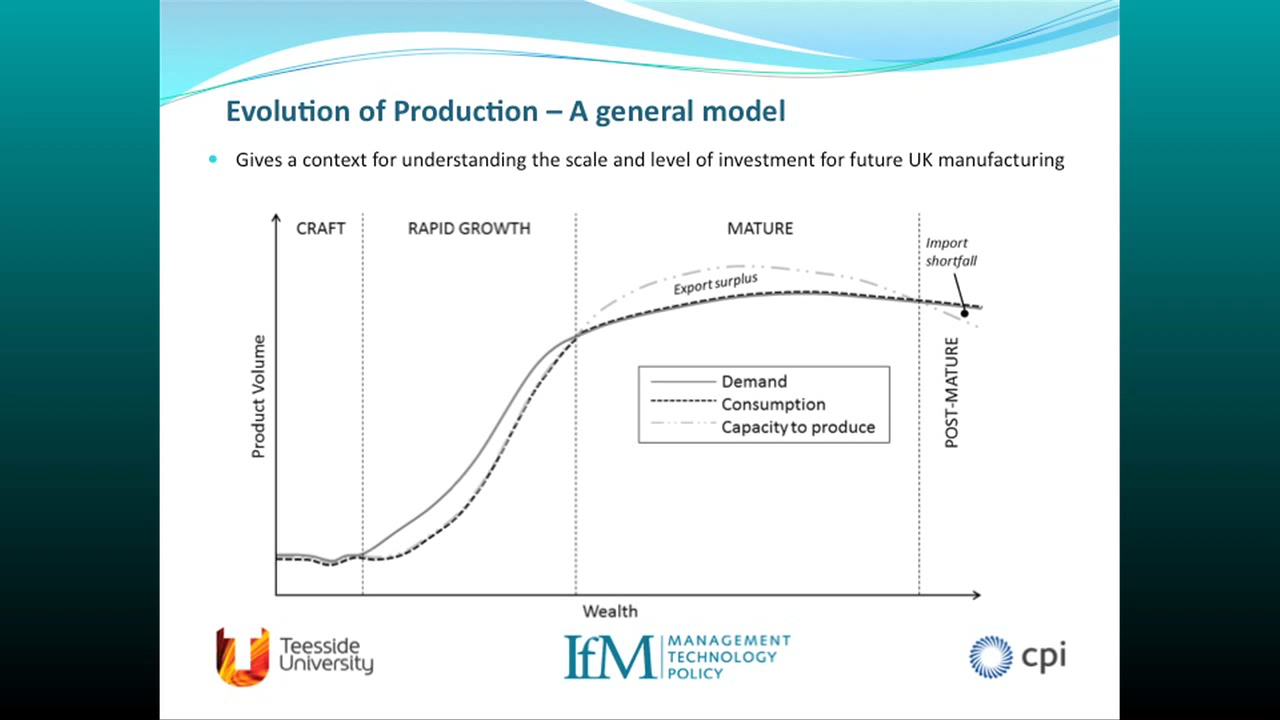 Evolution of Production – A general model
• Gives a context for understanding the scale and level of investment for future UK manufacturing
CRAFT
RAPID GROWTH
MATURE
Import
shortfall
Export surplus
Product Volume
Demand
Consumption
Capacity to produce
POST-MATURE
Wealth
Teesside
University
IfM
MANAGEMENT
TECHNOLOGY
POLICY
cpi